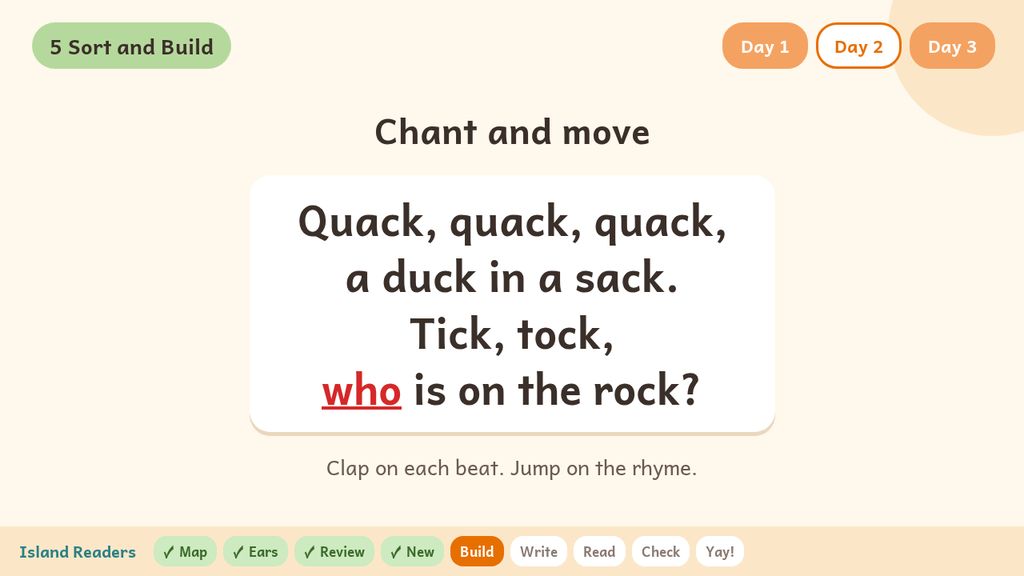 5 Sort and Build
Day 1 Day 2 Day 3
Chant and move
Quack, quack, quack,
a duck in a sack.
Tick, tock,
who is on the rock?
Clap on each beat. Jump on the rhyme.
Island Readers ✓ Map ✓ Ears ✓ Review ✓ New Build Write Read Check Yay!